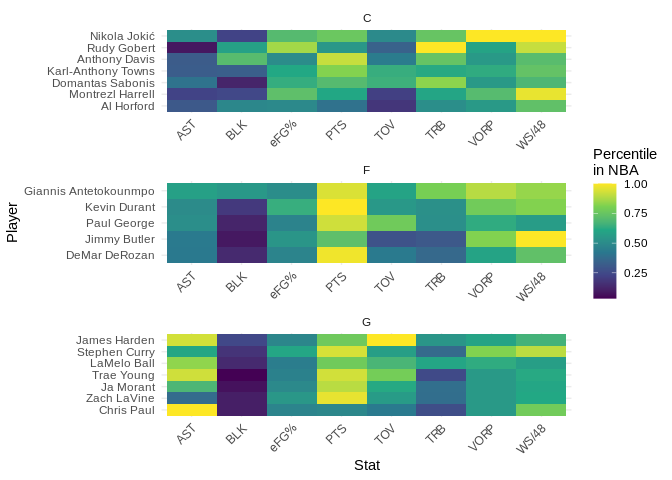 C
Nikola Jokić
Rudy Gobert
Anthony Davis
Karl-Anthony Towns
Domantas Sabonis
Montrezl Harrell
Al Horford
AST
BLK
eFG%
PTS
TOV
TRB
VORP
WS/48
F
Giannis Antetokounmpo
Kevin Durant
Paul George
Jimmy Butler
DeMar DeRozan
AST
BLK
eFG%
PTS
TOV
TRB
VORP
WS/48
G
James Harden
Stephen Curry
LaMelo Ball
Trae Young
Ja Morant
Zach LaVine
Chris Paul
AST
BLK
eFG%
PTS
TOV
TRB
VORP
WS/48
Stat
Player
Percentile
in NBA
1.00
0.75
0.50
0.25